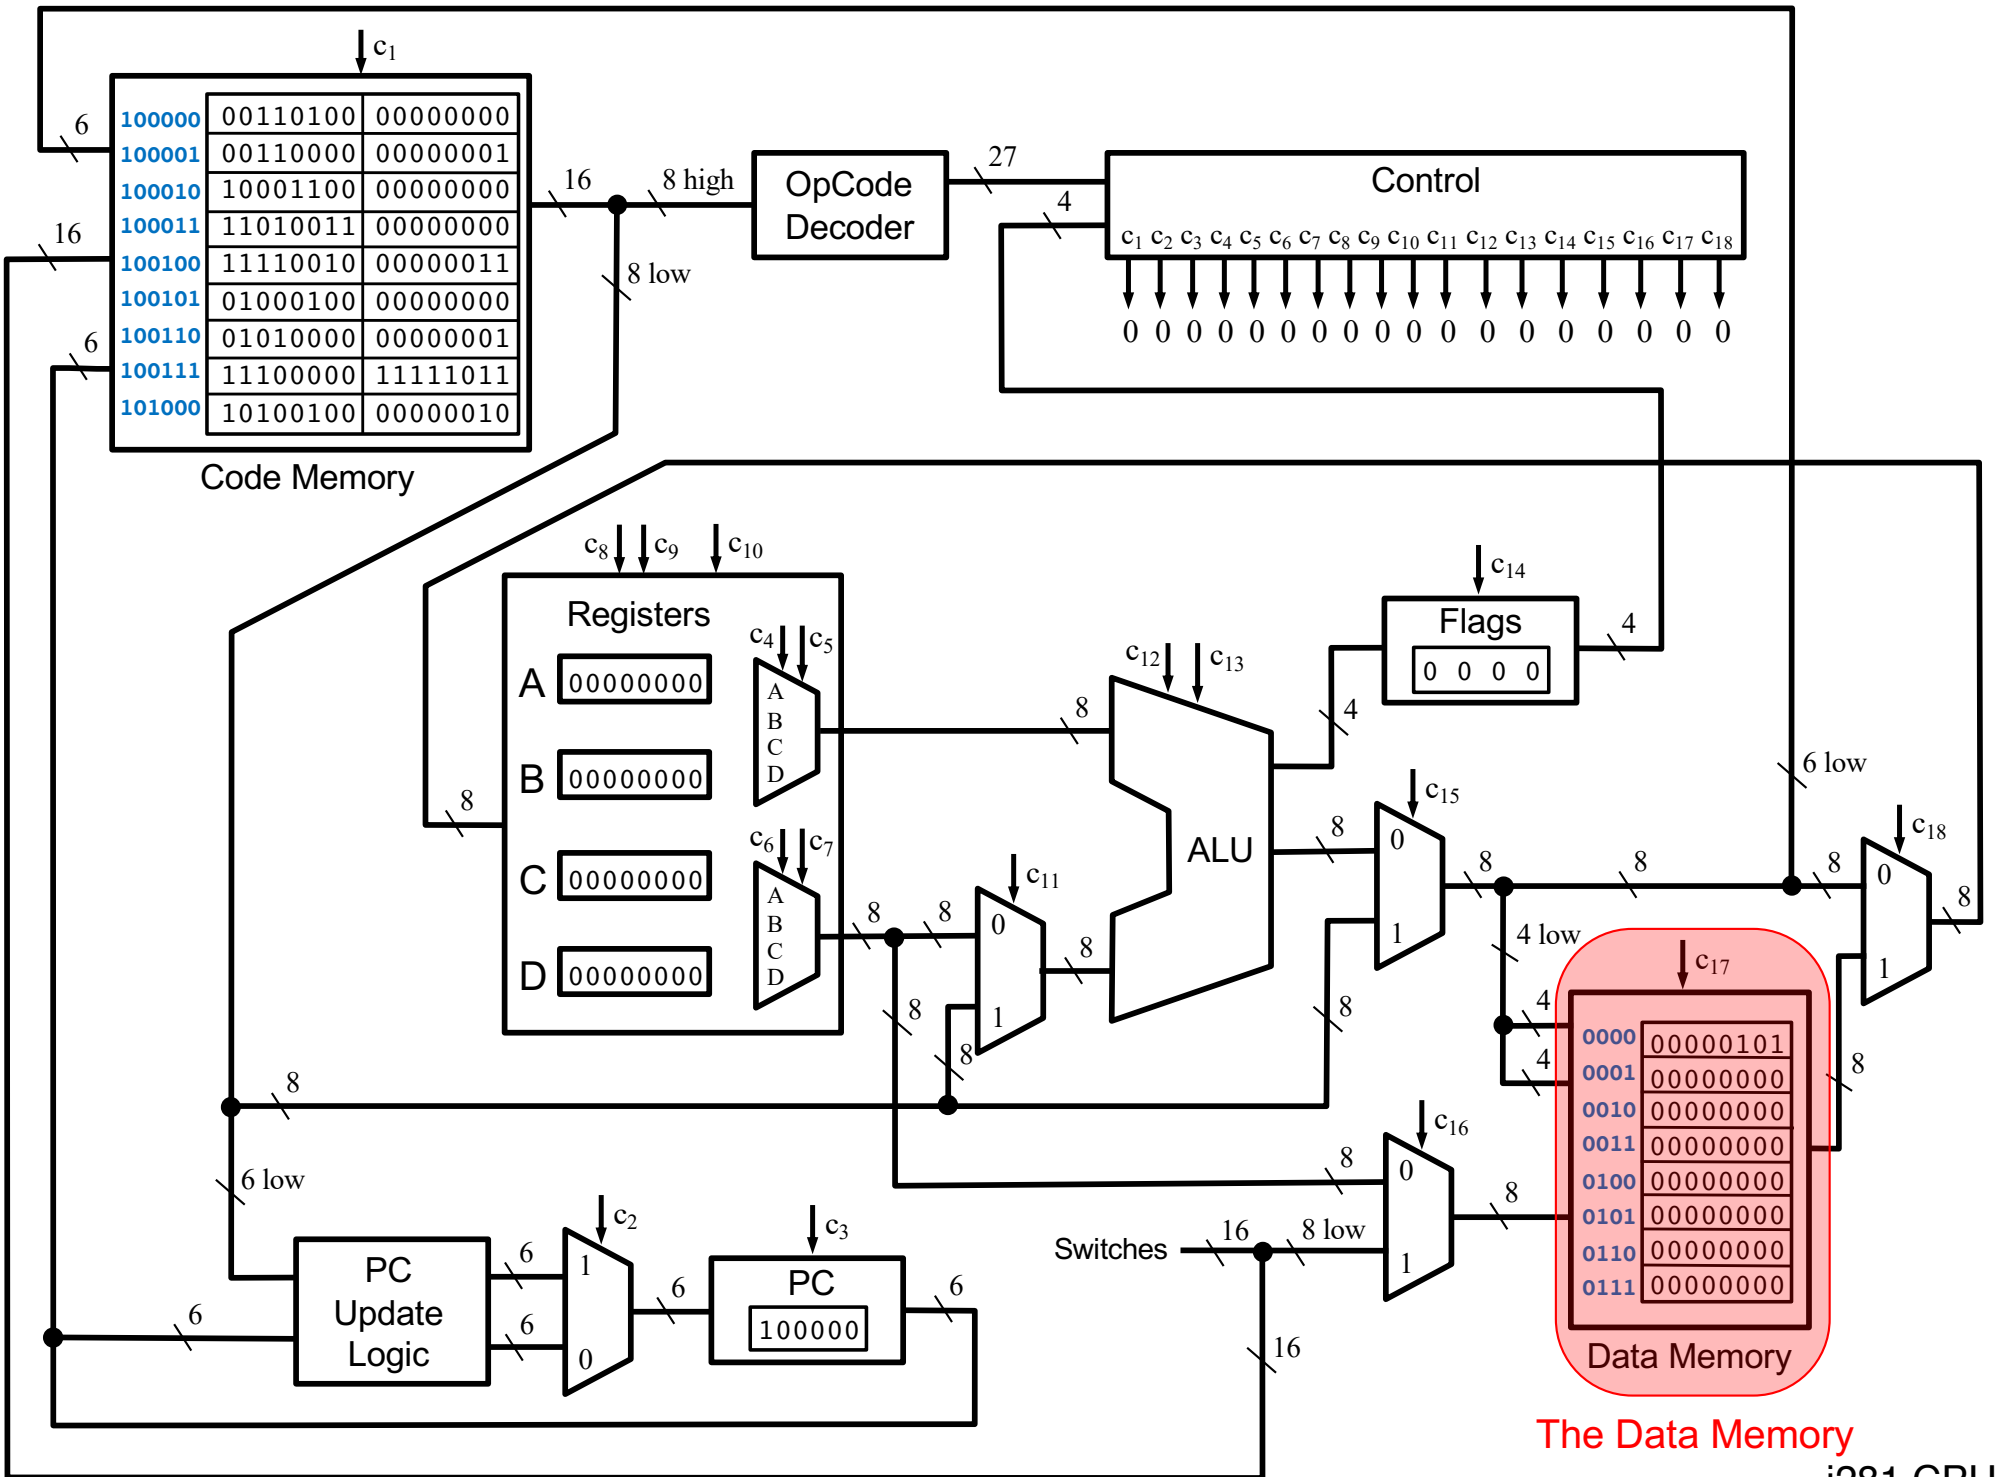 c1
100000 00110100 00000000
100001 00110000 00000001
100010 10001100 00000000
100011 11010011 00000000
100100 11110010 00000011
100101 01000100 00000000
100110 01010000 00000001
100111 11100000 11111011
101000 10100100 00000010
Code Memory
6
16
6
16
8 high
8 low
OpCode
Decoder
27
4
Control
c1 c2 c3 c4 c5 c6 c7 c8 c9 c10 c11 c12 c13 c14 c15 c16 c17 c18
0 0 0 0 0 0 0 0 0 0 0 0 0 0 0 0 0 0
c8 c9 c10
Registers
A 00000000
B 00000000
C 00000000
D 00000000
8
c4 c5
A
B
C
D
c6 c7
A
B
C
D
8
8
8
8
c11
0
1
8
8
c12 c13
ALU
4
8
c14
Flags
0 0 0 0
4
c15
0
1
8
8
8
6 low
8
4 low
c18
0
1
8
8
c17
4
4
0000 00000101
0001 00000000
0010 00000000
0011 00000000
0100 00000000
0101 00000000
0110 00000000
0111 00000000
Data Memory
The Data Memory
8
6 low
PC
Update
Logic
6
6
6
c2
1
0
6
c3
PC
100000
6
Switches
16
8 low
16
8
c16
0
1
8